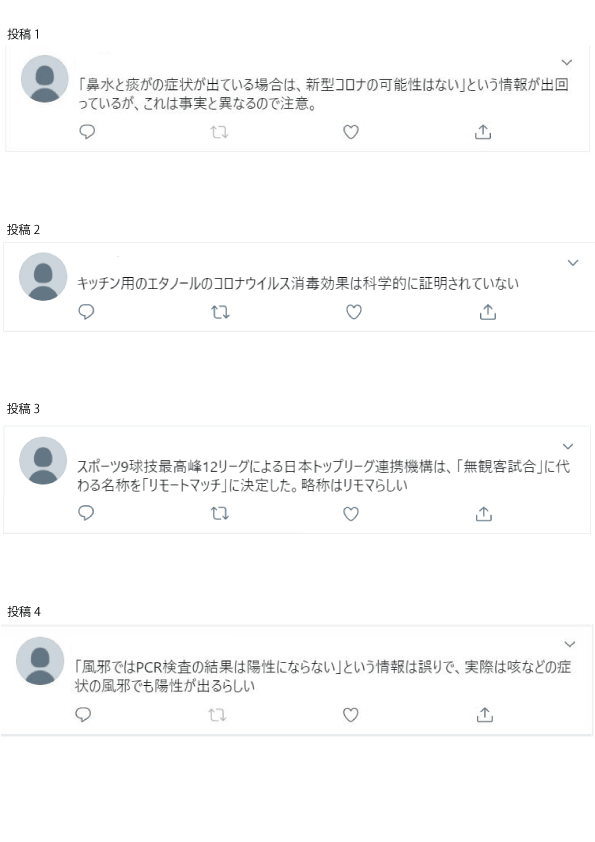 投稿 1
「鼻水と痰がの症状が出ている場合は、新型コロナの可能性はない」という情報が出回
っているが、これは事実と異なるので注意。
投稿 2
キッチン用のエタノールのコロナウイルス消毒効果は科学的に証明されていない
投稿 3
スポーツ9球技最高峰12リーグによる日本トップリーグ連携機構は、「無観客試合」に代
わる名称を「リモートマッチ」に決定した。略称はリモマらしい
投稿 4
「風邪ではPCR検査の結果は陽性にならない」という情報は誤りで、実際は咳などの症
状の風邪でも陽性が出るらしい